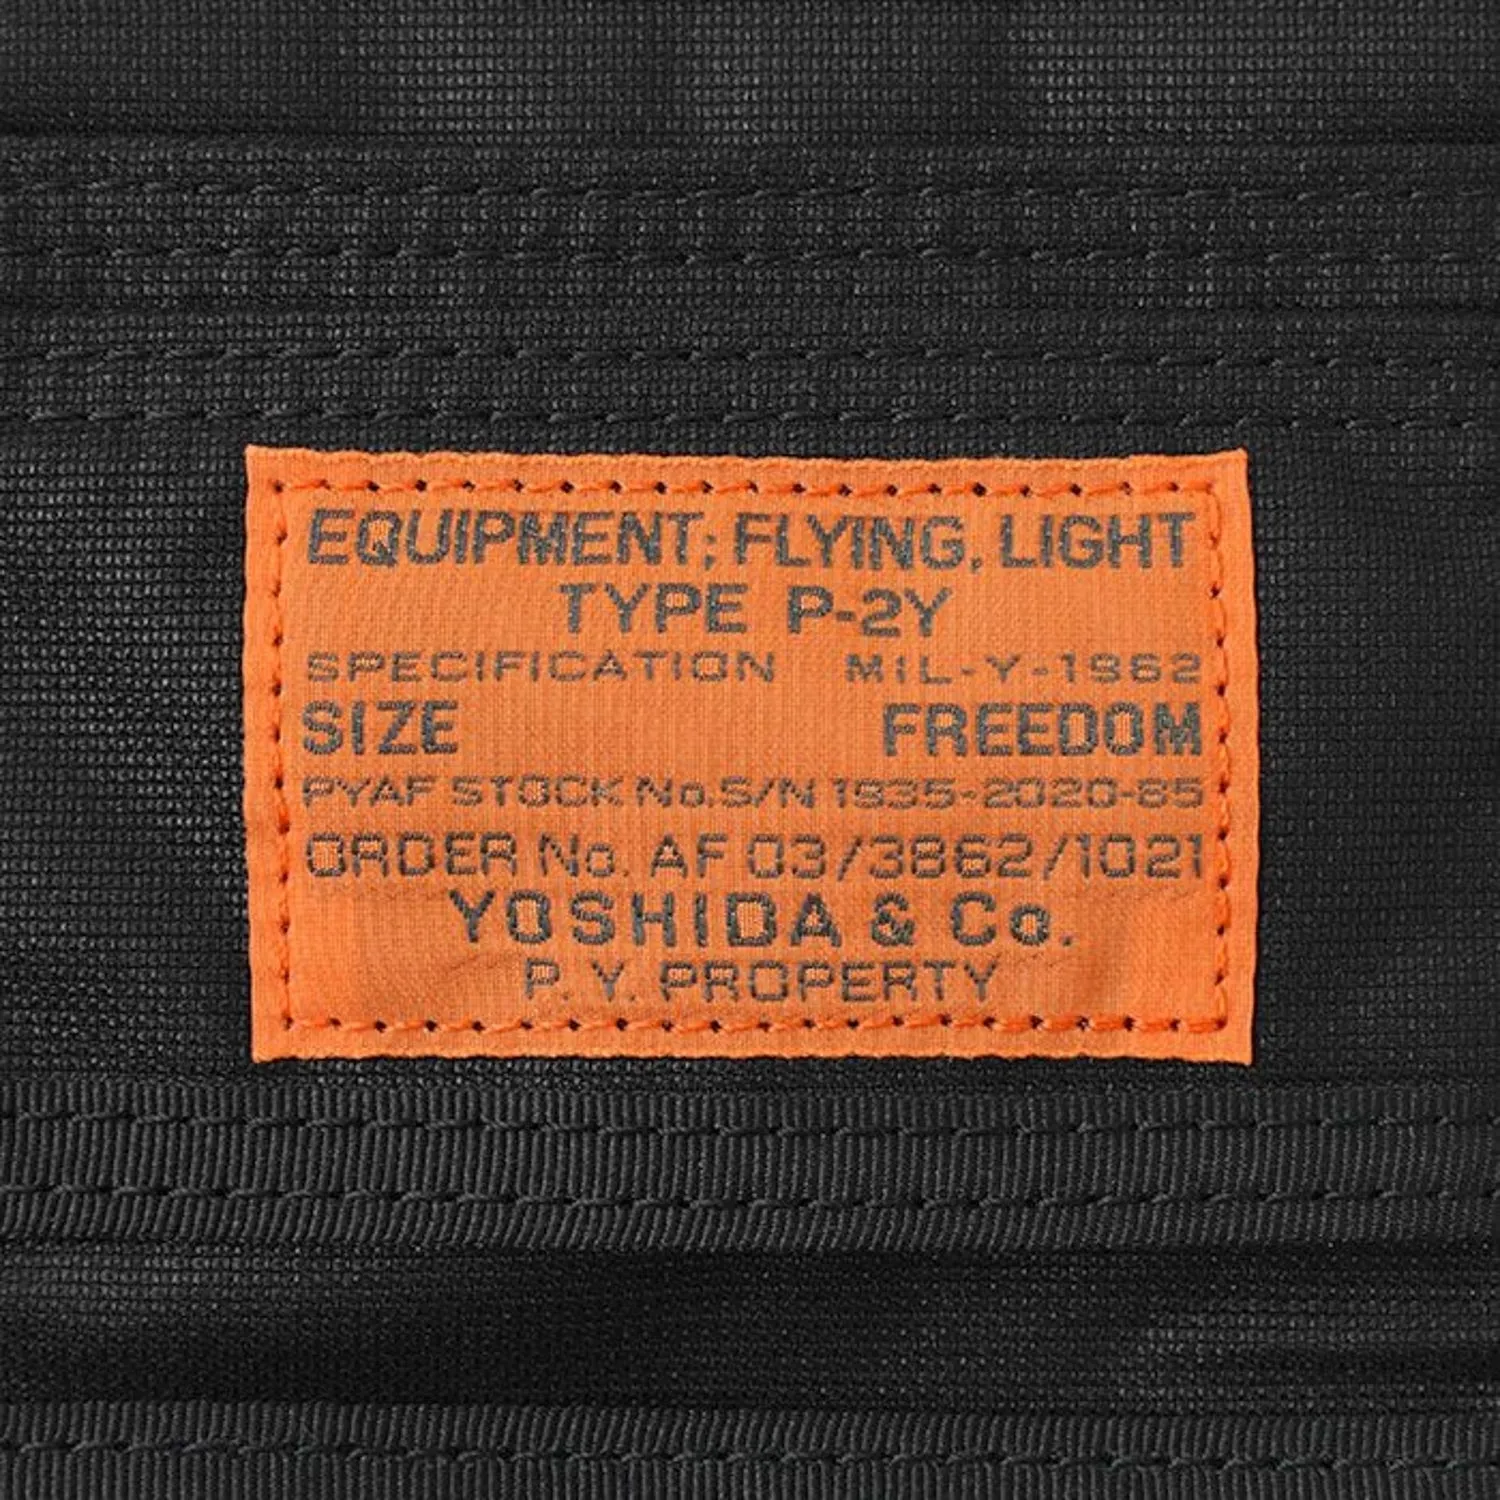 EQUIPMENT; FLYING, LIGHT
TYPE P-2Y
SPECIFICATION MIL-Y-1962
SIZE FREEDOM
PYAF STOCK No.S/N 1935-2020-85
ORDER No. AF 03/3862/1021
YOSHIDA & Co.
P. Y. PROPERTY